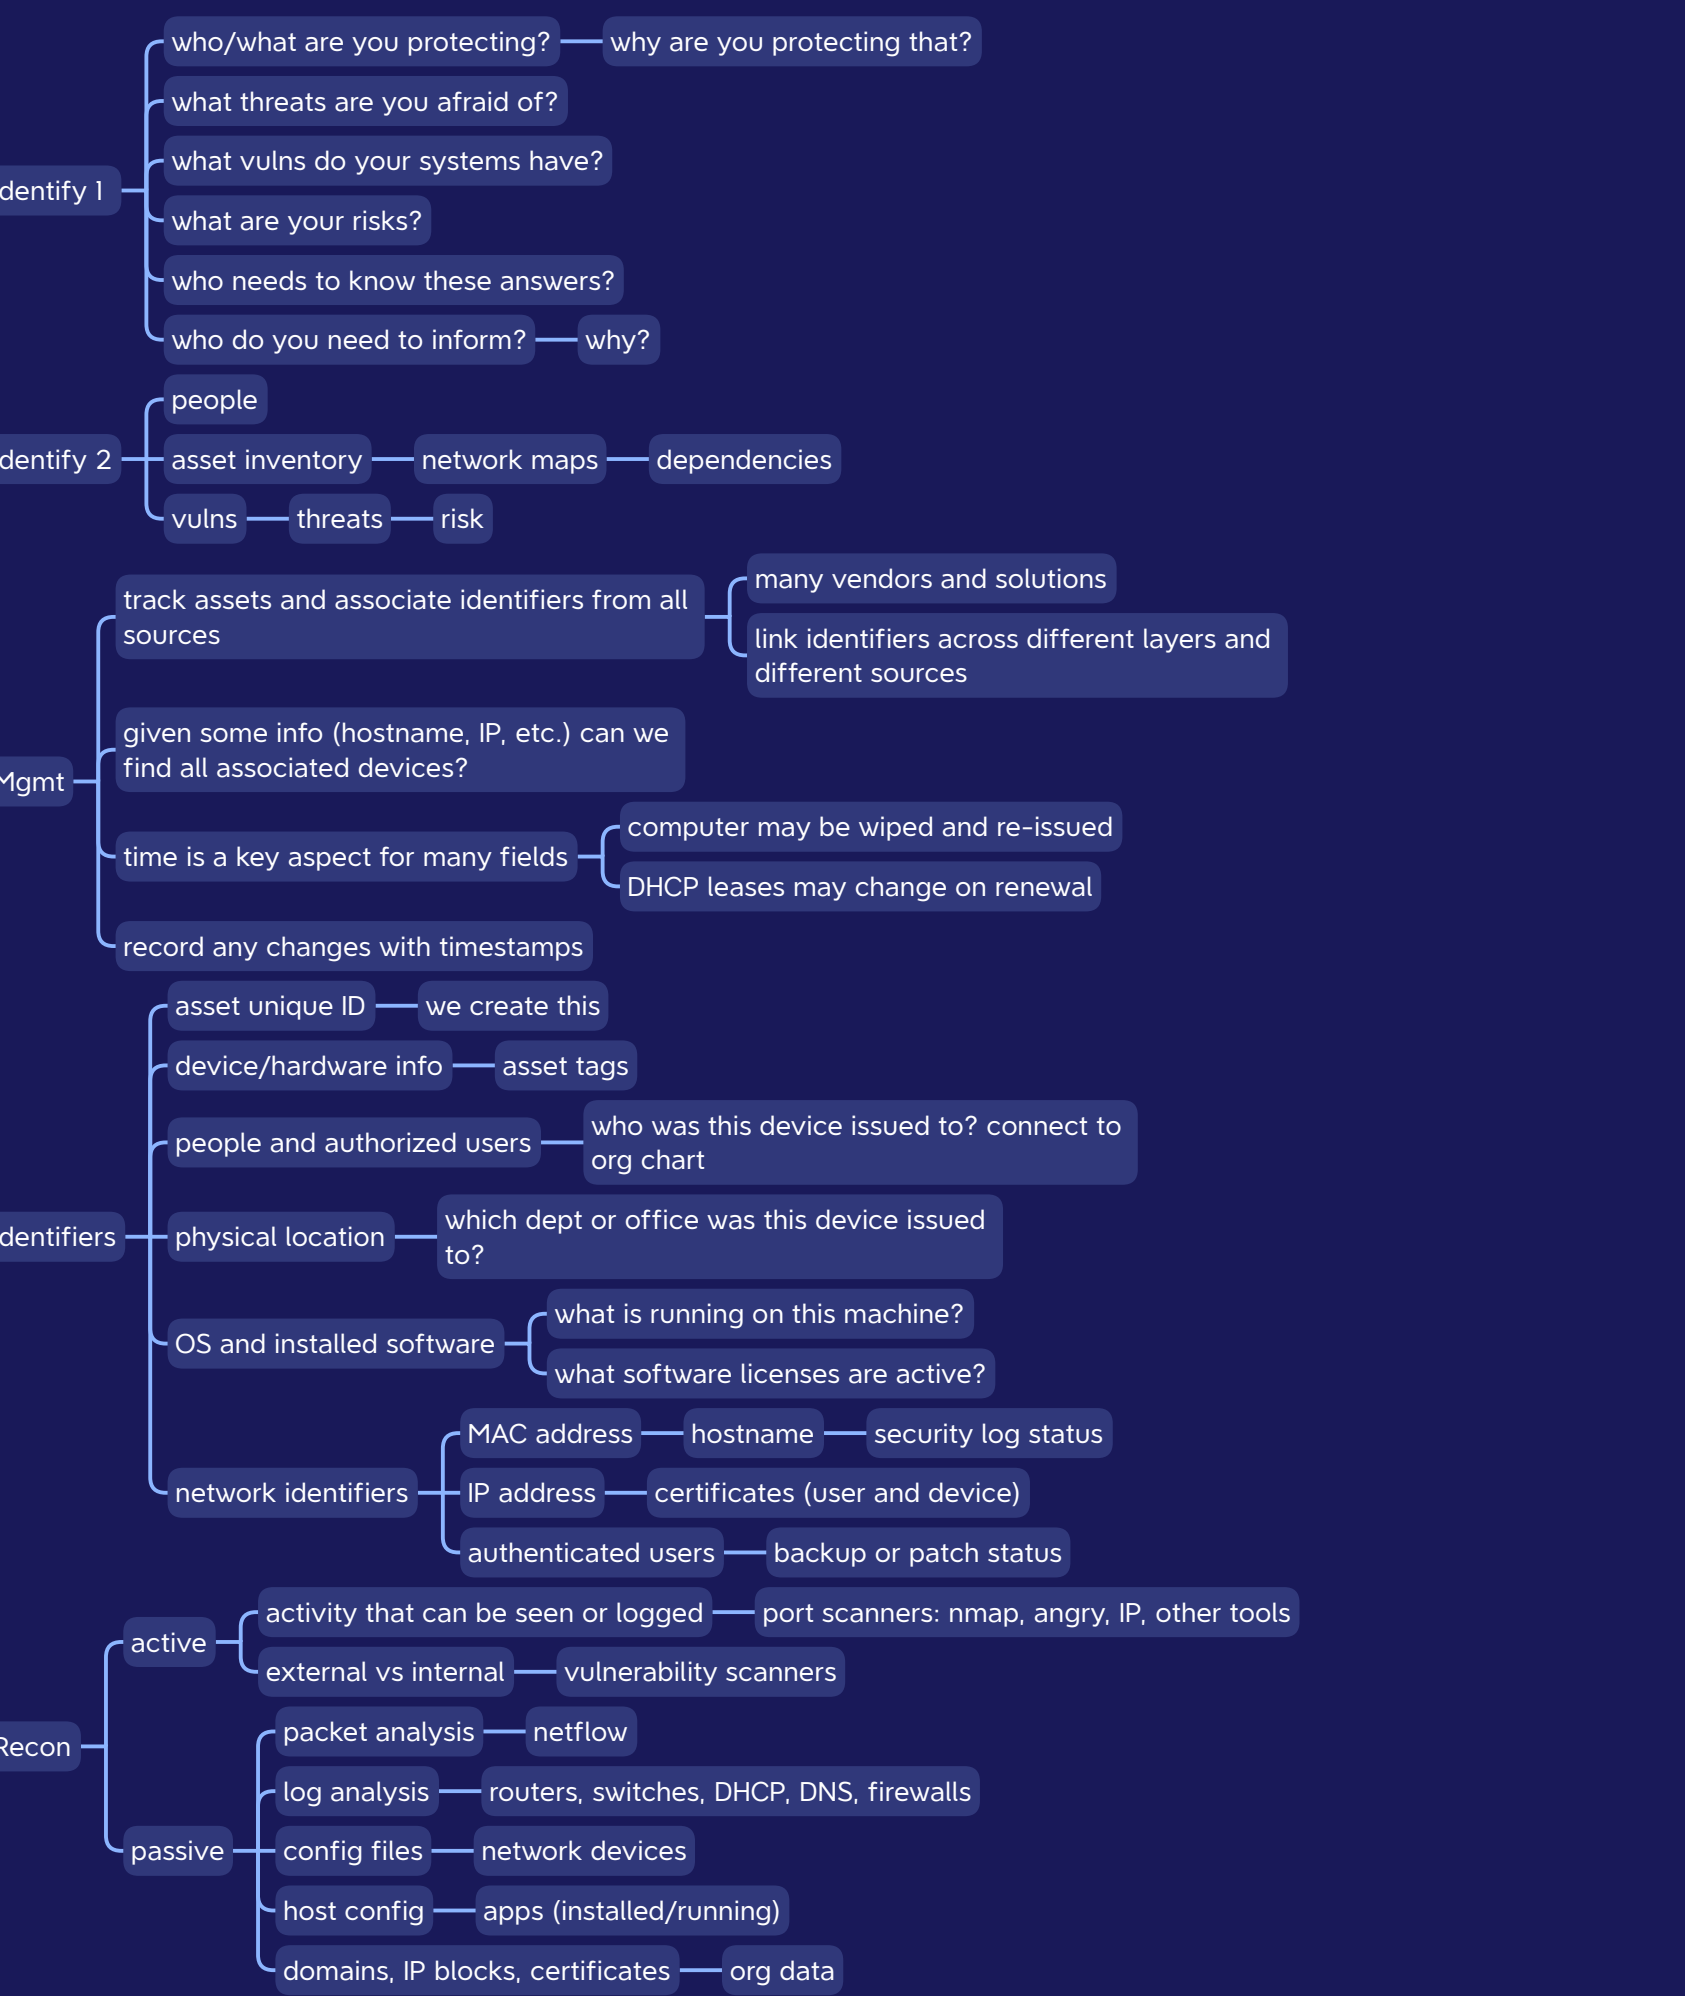 who/what are you protecting?
why are you protecting that?
what threats are you afraid of?
what vulns do your systems have?
dentify 1
what are your risks?
who needs to know these answers?
who do you need to inform?
why?
people
dentify 2
asset inventory
network maps
dependencies
vulns
threats
risk
track assets and associate identifiers from all
sources
many vendors and solutions
link identifiers across different layers and
different sources
given some info (hostname, IP, etc.) can we
find all associated devices?
Mgmt
time is a key aspect for many fields
computer may be wiped and re-issued
DHCP leases may change on renewal
record any changes with timestamps
asset unique ID
we create this
device/hardware info
asset tags
people and authorized users
who was this device issued to? connect to
org chart
dentifiers
physical location
which dept or office was this device issued
to?
OS and installed software
what is running on this machine?
what software licenses are active?
network identifiers
MAC address
hostname
security log status
IP address
certificates (user and device)
authenticated users
backup or patch status
active
activity that can be seen or logged
port scanners: nmap, angry, IP, other tools
external vs internal
vulnerability scanners
Recon
passive
packet analysis
netflow
log analysis
routers, switches, DHCP, DNS, firewalls
config files
network devices
host config
apps (installed/running)
domains, IP blocks, certificates
org data